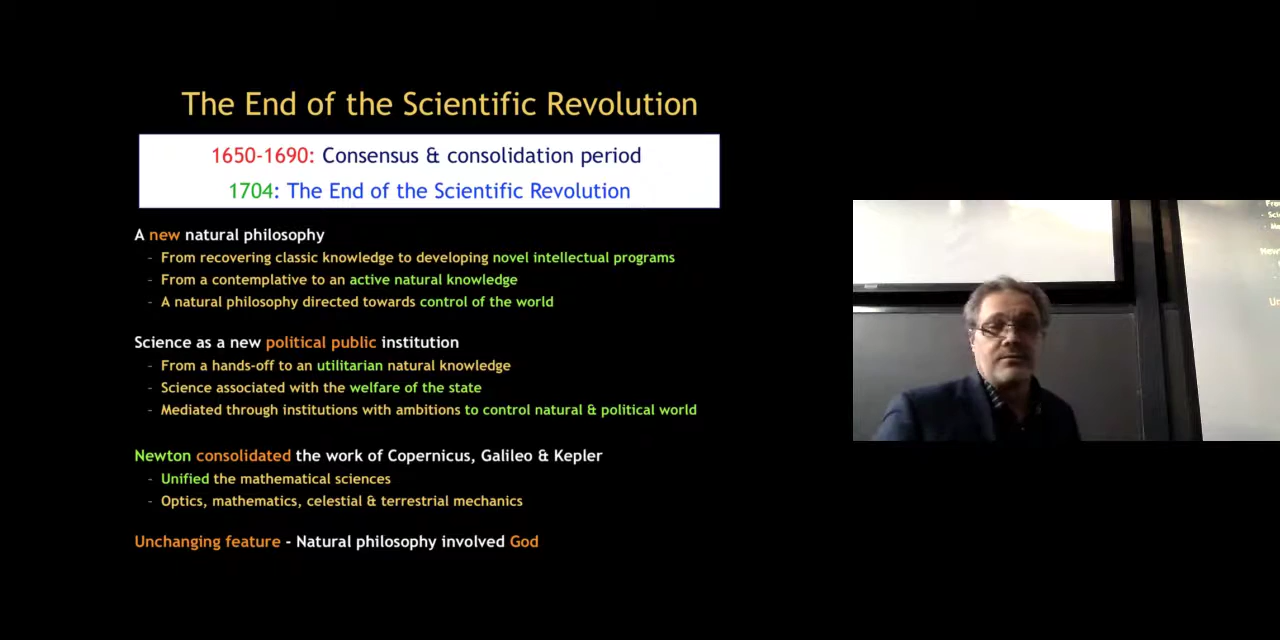 The End of the Scientific Revolution
1650-1690: Consensus & consolidation period
1704: The End of the Scientific Revolution
A new natural philosophy
- From recovering classic knowledge to developing novel intellectual programs
- From a contemplative to an active natural knowledge
- A natural philosophy directed towards control of the world
Science as a new political public institution
- From a hands-off to an utilitarian natural knowledge
- Science associated with the welfare of the state
- Mediated through institutions with ambitions to control natural & political world
Newton consolidated the work of Copernicus, Galileo & Kepler
- Unified the mathematical sciences
- Optics, mathematics, celestial & terrestrial mechanics
Unchanging feature - Natural philosophy involved God